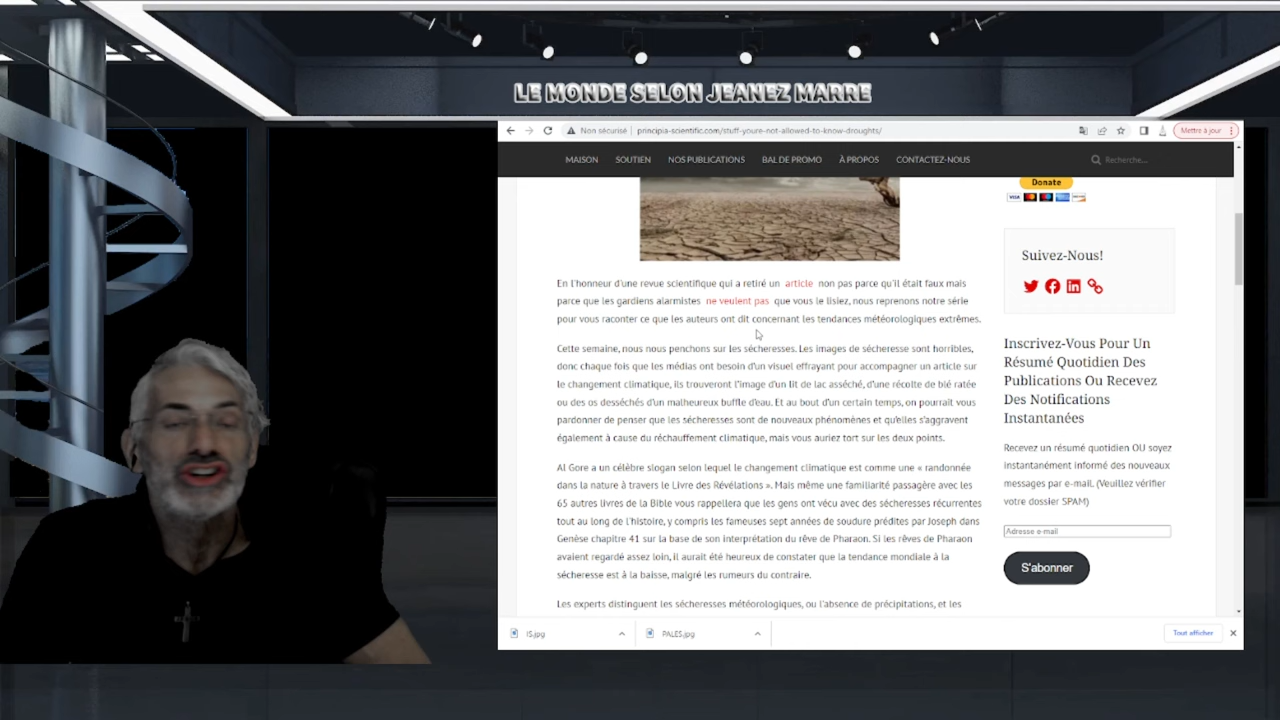 LE MONDE SELON JEANEZ MARRE
Non sécurisé | principia-scientific.com/stuff-youre-not-allowed-to-know-droughts/
Mettre à jour
MAISON SOUTIEN NOS PUBLICATIONS BAL DE PROMO À PROPOS CONTACTEZ-NOUS
Recherche...
En l'honneur d'une revue scientifique qui a retiré un article non pas parce qu'il était faux mais
parce que les gardiens alarmistes ne veulent pas que vous le lisiez, nous reprenons notre série
pour vous raconter ce que les auteurs ont dit concernant les tendances météorologiques extrêmes.
Cette semaine, nous nous penchons sur les sécheresses. Les images de sécheresse sont horribles,
donc chaque fois que les médias ont besoin d'un visuel effrayant pour accompagner un article sur
le changement climatique, ils trouveront l'image d'un lit de lac asséché, d'une récolte de blé ratée
ou des os desséchés d'un malheureux buffle d'eau. Et au bout d'un certain temps, on pourrait vous
pardonner de penser que les sécheresses sont de nouveaux phénomènes et qu'elles s'aggravent
également à cause du réchauffement climatique, mais vous auriez tort sur les deux points.
Al Gore a un célèbre slogan selon lequel le changement climatique est comme une « randonnée
dans la nature à travers le Livre des Révélations ». Mais même une familiarité passagère avec les
65 autres livres de la Bible vous rappellera que les gens ont vécu avec des sécheresses récurrentes
tout au long de l'histoire, y compris les fameuses sept années de soudure prédites par Joseph dans
Genèse chapitre 41 sur la base de son interprétation du rêve de Pharaon. Si les rêves de Pharaon
avaient regardé assez loin, il aurait été heureux de constater que la tendance mondiale à la
sécheresse est à la baisse, malgré les rumeurs du contraire.
Les experts distinguent les sécheresses météorologiques, ou l'absence de précipitations, et les
Donate
VISA
Suivez-Nous!
Inscrivez-Vous Pour Un
Résumé Quotidien Des
Publications Ou Recevez
Des Notifications
Instantanées
Recevez un résumé quotidien OU soyez
instantanément informé des nouveaux
messages par e-mail. (Veuillez vérifier
votre dossier SPAM)
Adresse e-mail
S'abonner
IS.jpg
PALES.jpg
Tout afficher